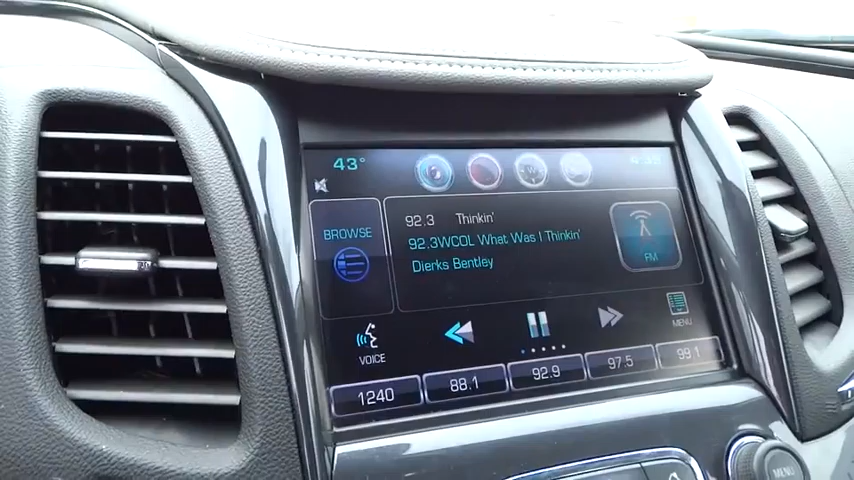 43°
BROWSE
92.3 Thinkin'
92.3WCOL What Was I Thinkin'
Dierks Bentley
FM
VOICE
MENU
1240
88.1
92.9
97.5
99.1
MENU